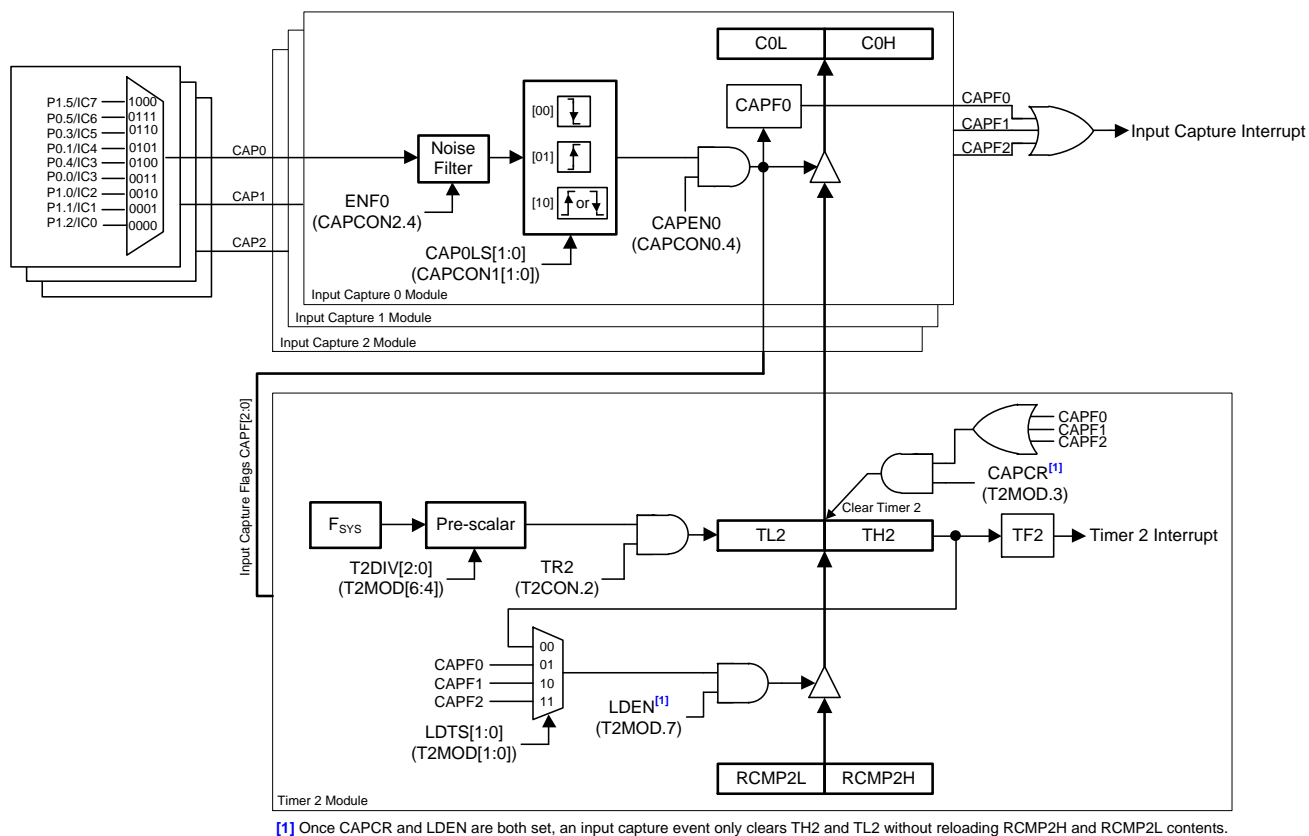 C0L C0H
P1.5/IC7 1000
P0.5/IC6 0111
P0.3/IC5 0110
P0.1/IC4 0101
P0.4/IC3 0100
P0.0/IC3 0011
P1.0/IC2 0010
P1.1/IC1 0001
P1.2/IC0 0000
CAP0
CAP1
CAP2
Noise
Filter
ENF0
(CAPCON2.4)
[00]
[01]
[10] or
CAP0LS[1:0]
(CAPCON1[1:0])
CAPEN0
(CAPCON0.4)
CAPF0
CAPF0
CAPF1
CAPF2
Input Capture Interrupt
Input Capture 0 Module
Input Capture 1 Module
Input Capture 2 Module
Input Capture Flags CAPF[2:0]
CAPF0
CAPF1
CAPF2
CAPCR[1]
(T2MOD.3)
Clear Timer 2
FSYS
Pre-scalar
T2DIV[2:0]
(T2MOD[6:4])
TR2
(T2CON.2)
TL2 TH2
TF2
Timer 2 Interrupt
00
CAPF0 01
CAPF1 10
CAPF2 11
LDTS[1:0]
(T2MOD[1:0])
LDEN[1]
(T2MOD.7)
RCMP2L RCMP2H
Timer 2 Module
[1] Once CAPCR and LDEN are both set, an input capture event only clears TH2 and TL2 without reloading RCMP2H and RCMP2L contents.